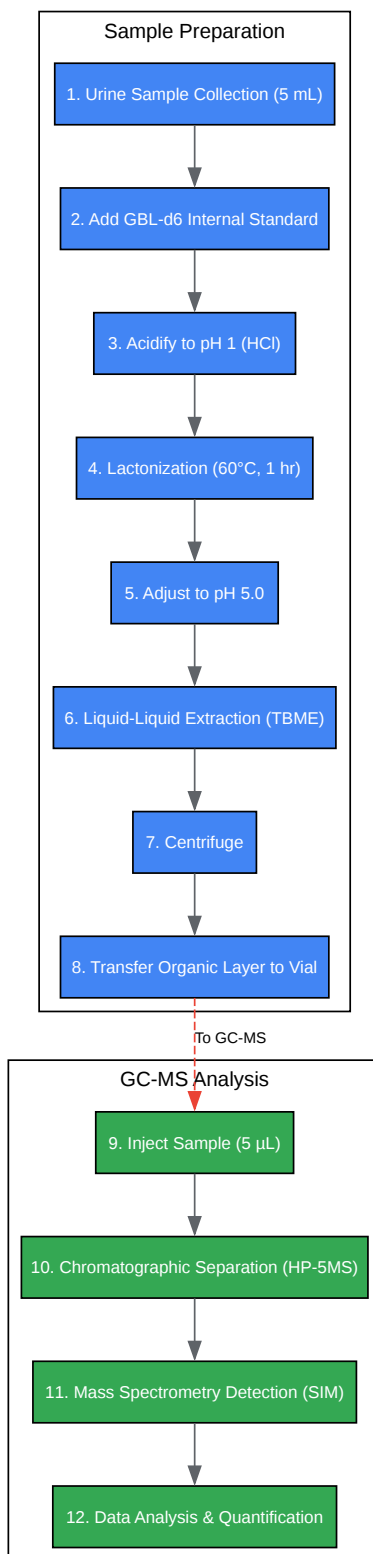 Sample Preparation
1. Urine Sample Collection (5 mL)
2. Add GBL-d6 Internal Standard
3. Acidify to pH 1 (HCl)
4. Lactonization (60°C, 1 hr)
5. Adjust to pH 5.0
6. Liquid-Liquid Extraction (TBME)
7. Centrifuge
8. Transfer Organic Layer to Vial
To GC-MS
GC-MS Analysis
9. Inject Sample (5 µL)
10. Chromatographic Separation (HP-5MS)
11. Mass Spectrometry Detection (SIM)
12. Data Analysis & Quantification